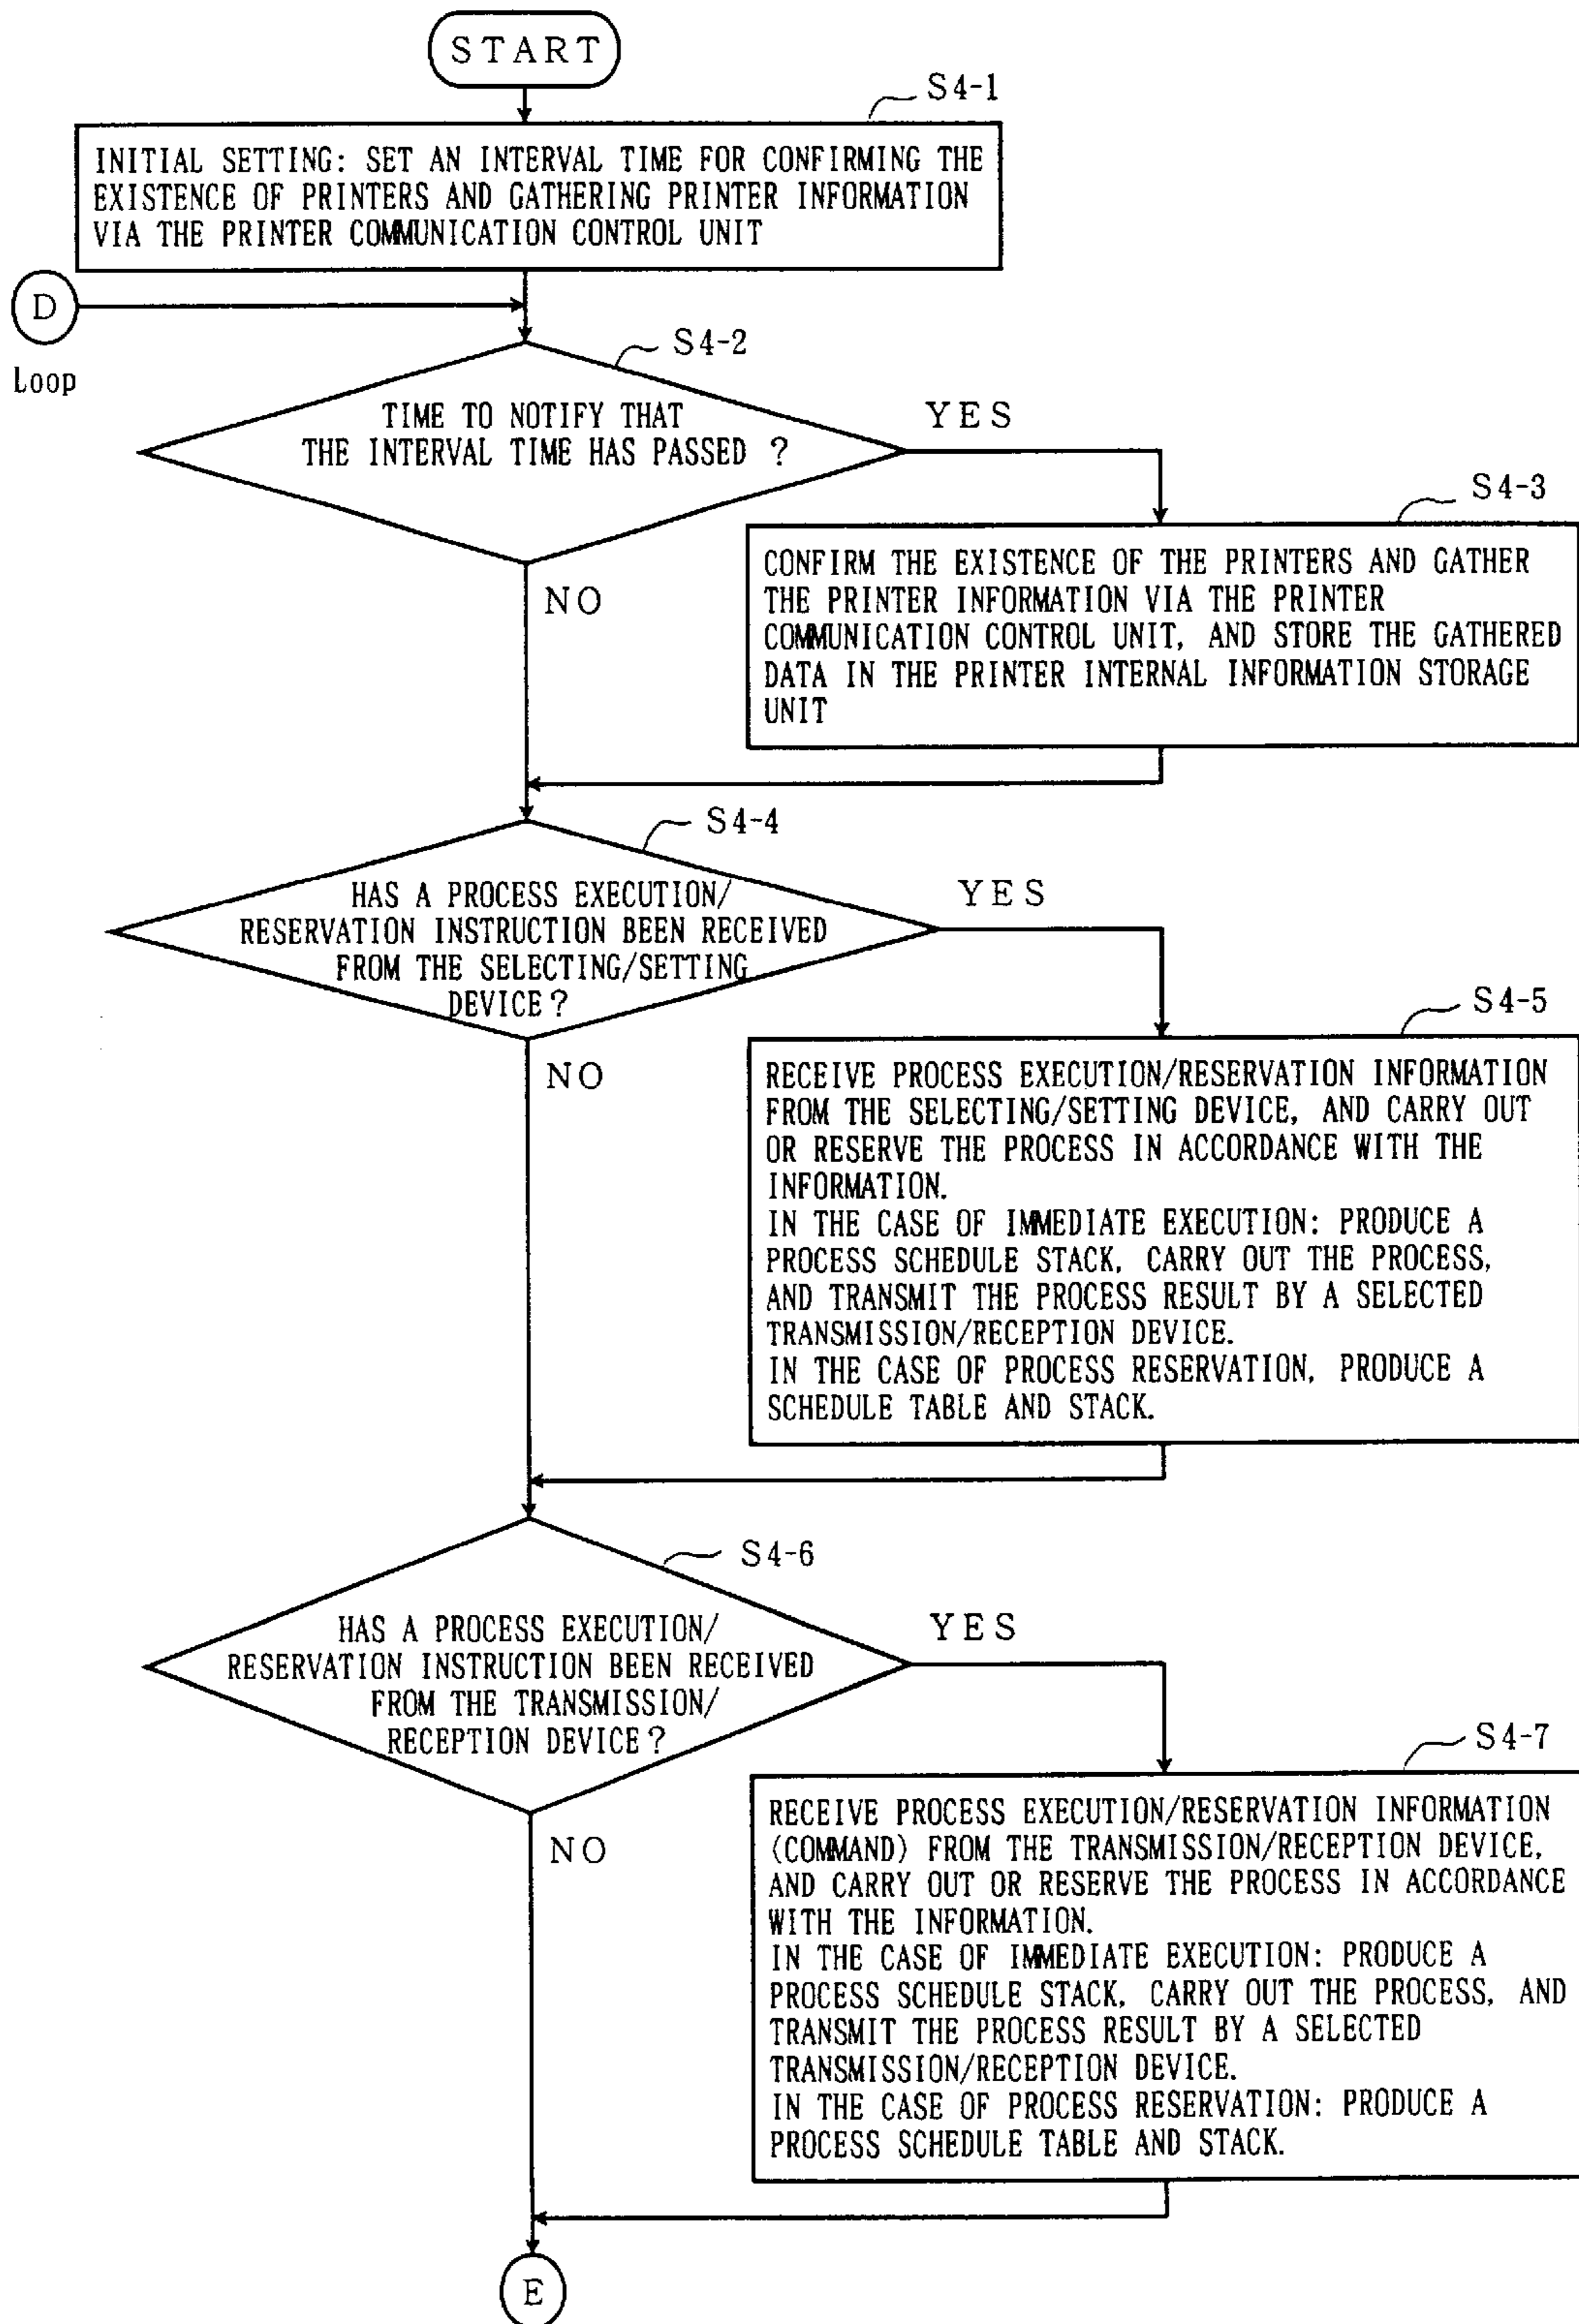 START
S4-1
INITIAL SETTING: SET AN INTERVAL TIME FOR CONFIRMING THE
EXISTENCE OF PRINTERS AND GATHERING PRINTER INFORMATION
VIA THE PRINTER COMMUNICATION CONTROL UNIT
D
Loop
S4-2
TIME TO NOTIFY THAT
THE INTERVAL TIME HAS PASSED ?
YES
NO
S4-3
CONFIRM THE EXISTENCE OF THE PRINTERS AND GATHER
THE PRINTER INFORMATION VIA THE PRINTER
COMMUNICATION CONTROL UNIT, AND STORE THE GATHERED
DATA IN THE PRINTER INTERNAL INFORMATION STORAGE
UNIT
S4-4
HAS A PROCESS EXECUTION/
RESERVATION INSTRUCTION BEEN RECEIVED
FROM THE SELECTING/SETTING
DEVICE?
YES
NO
S4-5
RECEIVE PROCESS EXECUTION/RESERVATION INFORMATION
FROM THE SELECTING/SETTING DEVICE, AND CARRY OUT
OR RESERVE THE PROCESS IN ACCORDANCE WITH THE
INFORMATION.
IN THE CASE OF IMMEDIATE EXECUTION: PRODUCE A
PROCESS SCHEDULE STACK, CARRY OUT THE PROCESS,
AND TRANSMIT THE PROCESS RESULT BY A SELECTED
TRANSMISSION/RECEPTION DEVICE.
IN THE CASE OF PROCESS RESERVATION, PRODUCE A
SCHEDULE TABLE AND STACK.
S4-6
HAS A PROCESS EXECUTION/
RESERVATION INSTRUCTION BEEN RECEIVED
FROM THE TRANSMISSION/
RECEPTION DEVICE?
YES
NO
S4-7
RECEIVE PROCESS EXECUTION/RESERVATION INFORMATION
(COMMAND) FROM THE TRANSMISSION/RECEPTION DEVICE,
AND CARRY OUT OR RESERVE THE PROCESS IN ACCORDANCE
WITH THE INFORMATION.
IN THE CASE OF IMMEDIATE EXECUTION: PRODUCE A
PROCESS SCHEDULE STACK, CARRY OUT THE PROCESS, AND
TRANSMIT THE PROCESS RESULT BY A SELECTED
TRANSMISSION/RECEPTION DEVICE.
IN THE CASE OF PROCESS RESERVATION: PRODUCE A
PROCESS SCHEDULE TABLE AND STACK.
E